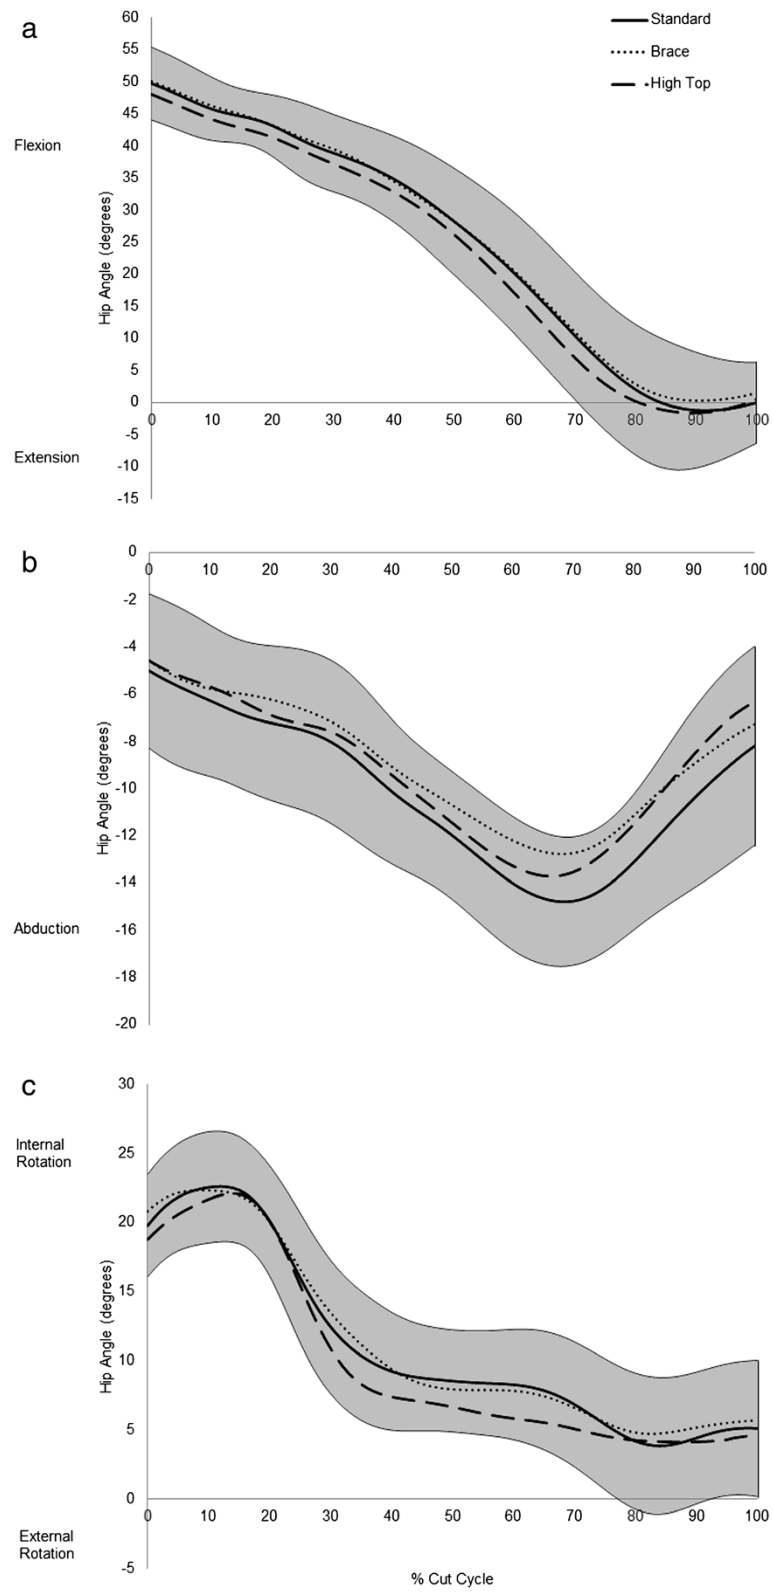 a
60
55
50
45
40
35
30
25
20
15
10
5
0
-5
-10
-15
Flexion
Extension
Hip Angle (degrees)
0 10 20 30 40 50 60 70 80 90 100
Standard
Brace
High Top
b
0
-2
-4
-6
-8
-10
-12
-14
-16
-18
-20
Abduction
Hip Angle (degrees)
0 10 20 30 40 50 60 70 80 90 100
c
30
25
20
15
10
5
0
-5
Internal
Rotation
External
Rotation
Hip Angle (degrees)
0 10 20 30 40 50 60 70 80 90 100
% Cut Cycle